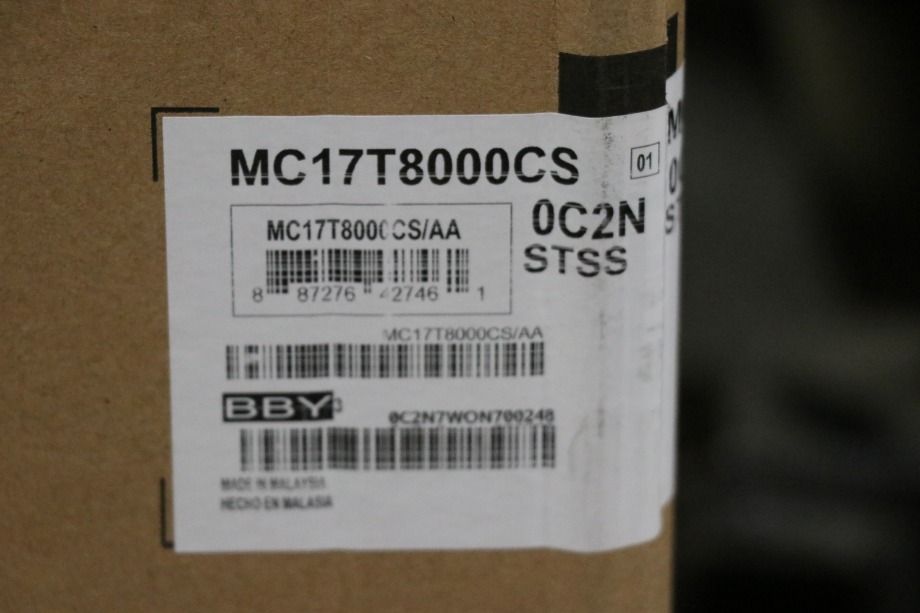 MC17T8000CS
01
0C2N
STSS
MC17T8000CS/AA
8 87276 42746 1
MC17T8000CS/AA
BBY
0C2N7WON700248
MADE IN MALAYSIA
HECHO EN MALASIA